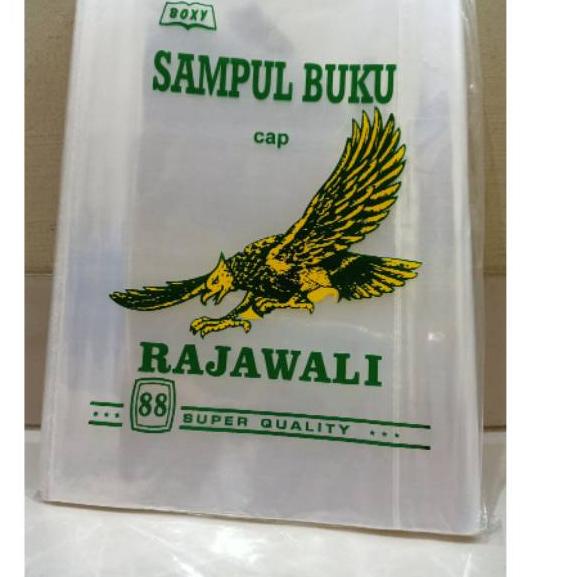 BOXY
SAMPUL BUKU
cap
RAJAWALI
88 SUPER QUALITY